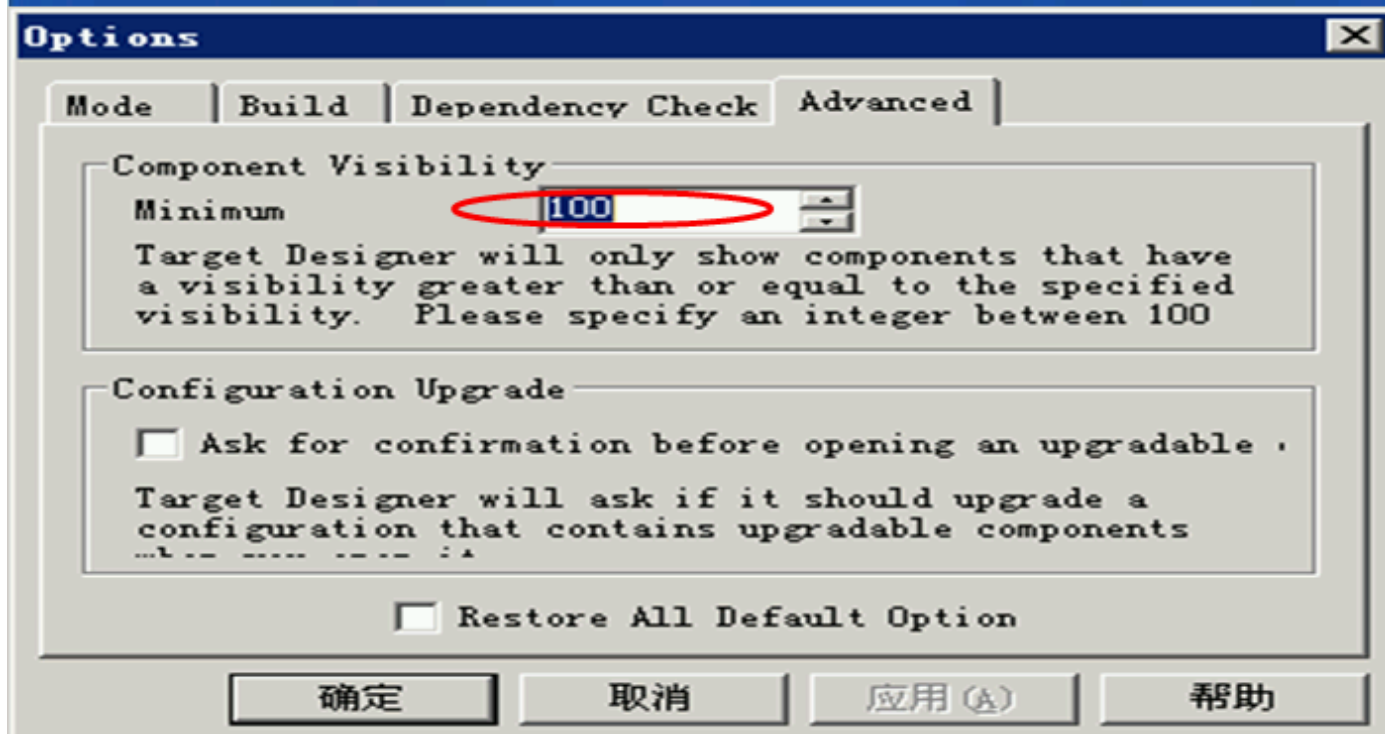 Options
Mode Build Dependency Check Advanced
Component Visibility
Minimum 100
Target Designer will only show components that have
a visibility greater than or equal to the specified
visibility. Please specify an integer between 100
Configuration Upgrade
Ask for confirmation before opening an upgradable
Target Designer will ask if it should upgrade a
configuration that contains upgradable components
Restore All Default Option
确定 取消 应用(A) 帮助